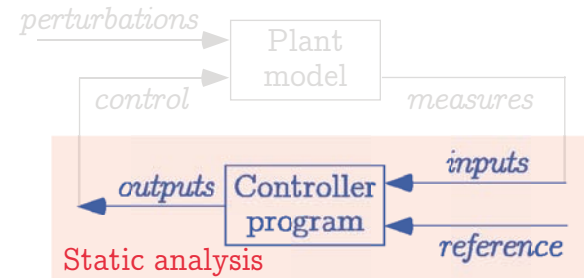 perturbations
Plant
model
control
measures
inputs
outputs
Controller
program
reference
Static analysis